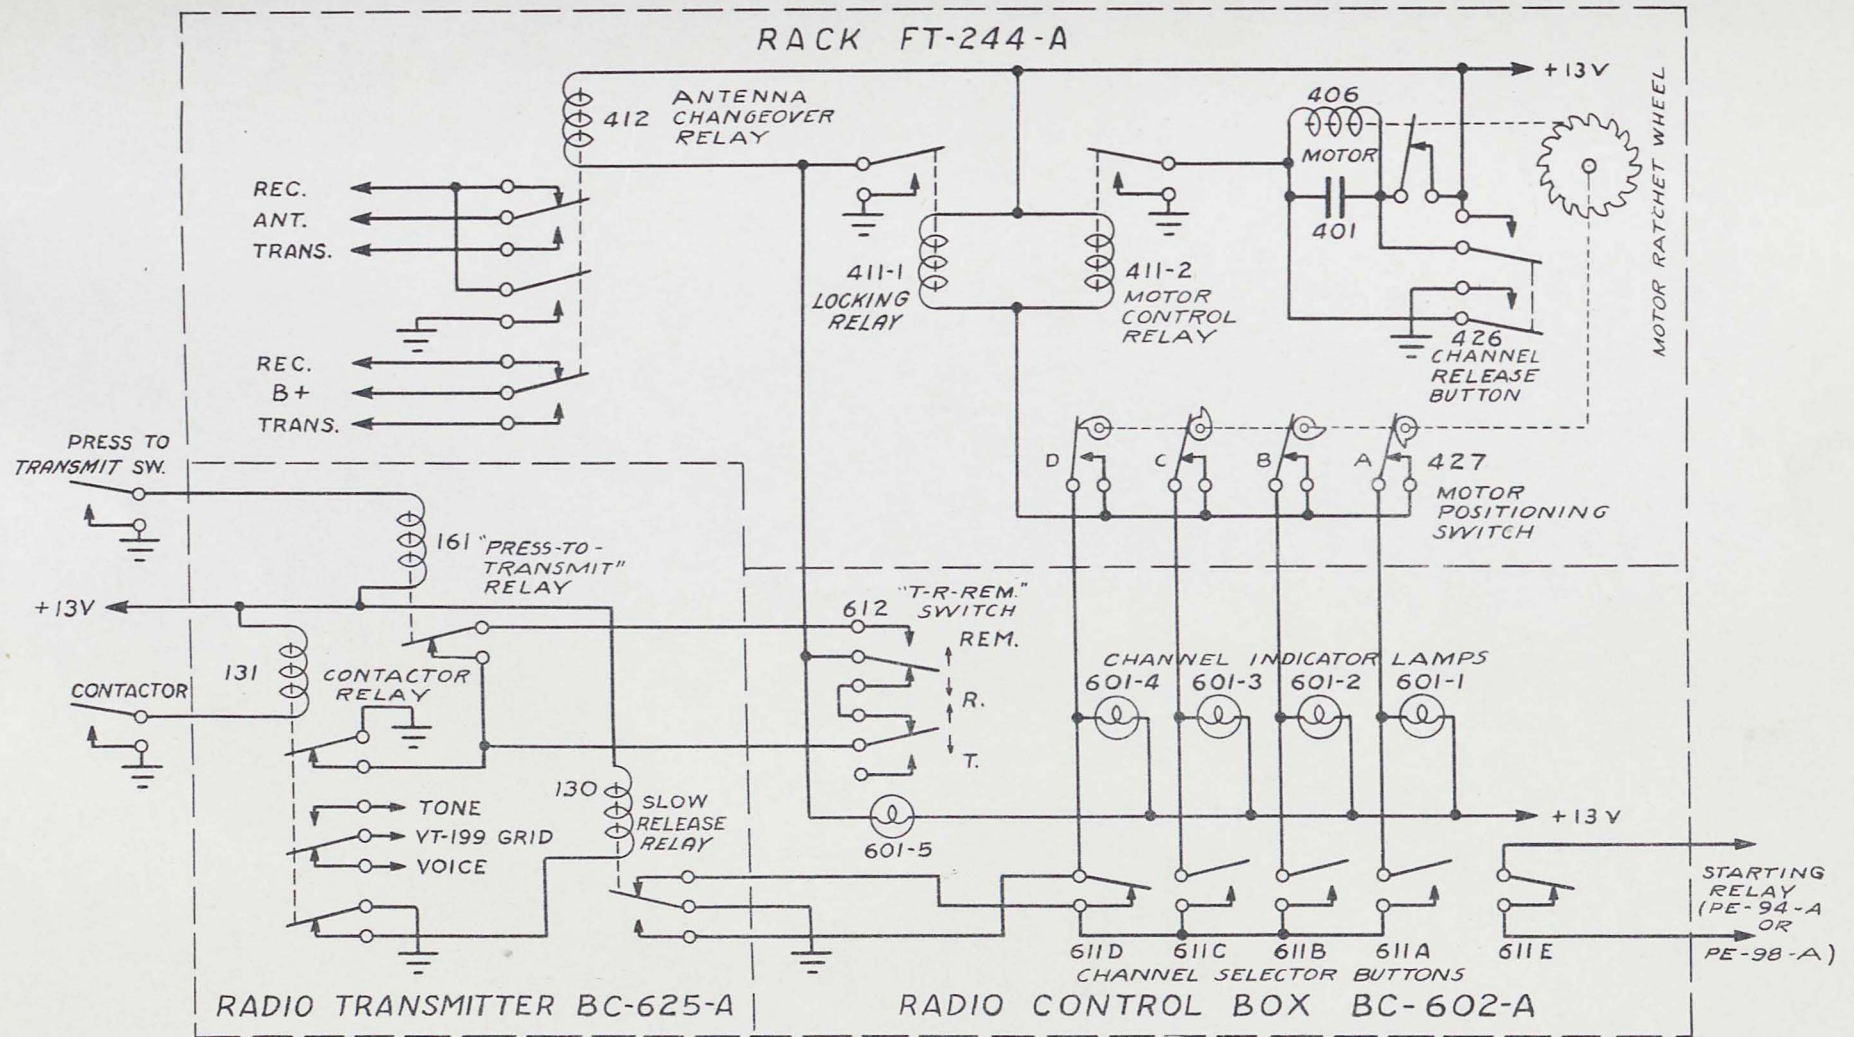 RACK FT-244-A
+13V
412
ANTENNA
CHANGEOVER
RELAY
406
MOTOR
401
MOTOR RATCHET WHEEL
REC.
ANT.
TRANS.
411-1
LOCKING
RELAY
411-2
MOTOR
CONTROL
RELAY
426
CHANNEL
RELEASE
BUTTON
REC.
B+
TRANS.
PRESS TO
TRANSMIT SW.
D
C
B
A
427
MOTOR
POSITIONING
SWITCH
161 "PRESS-TO-
TRANSMIT"
RELAY
+13V
612
"T-R-REM."
SWITCH
REM.
R.
T.
131
CONTACTOR
RELAY
CONTACTOR
CHANNEL INDICATOR LAMPS
601-4
601-3
601-2
601-1
TONE
VT-199 GRID
VOICE
130
SLOW
RELEASE
RELAY
601-5
+13V
STARTING
RELAY
(PE-94-A
OR
PE-98-A)
611D
611C
611B
611A
611E
CHANNEL SELECTOR BUTTONS
RADIO TRANSMITTER BC-625-A
RADIO CONTROL BOX BC-602-A